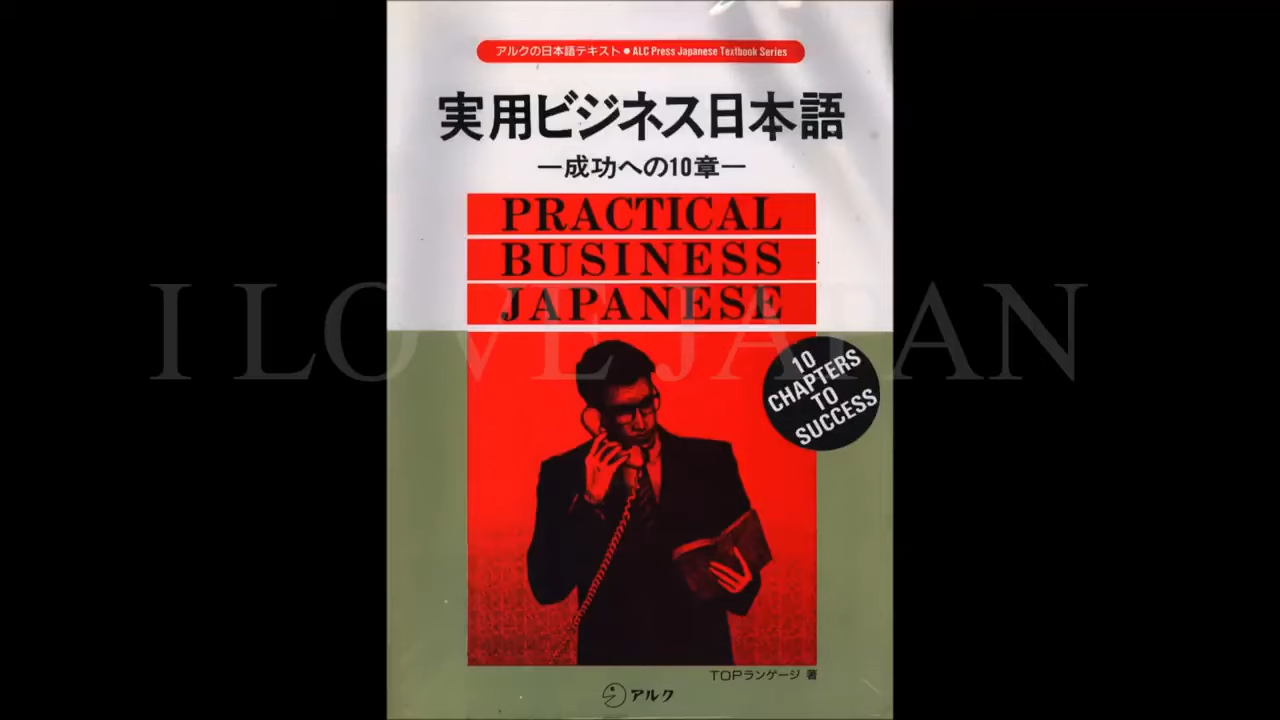 アルクの日本語テキスト ● ALC Press Japanese Textbook Series
実用ビジネス日本語
―成功への10章―
PRACTICAL
BUSINESS
JAPANESE
I LOVE JAPAN
10
CHAPTERS
TO
SUCCESS
TOPランゲージ 著
アルク